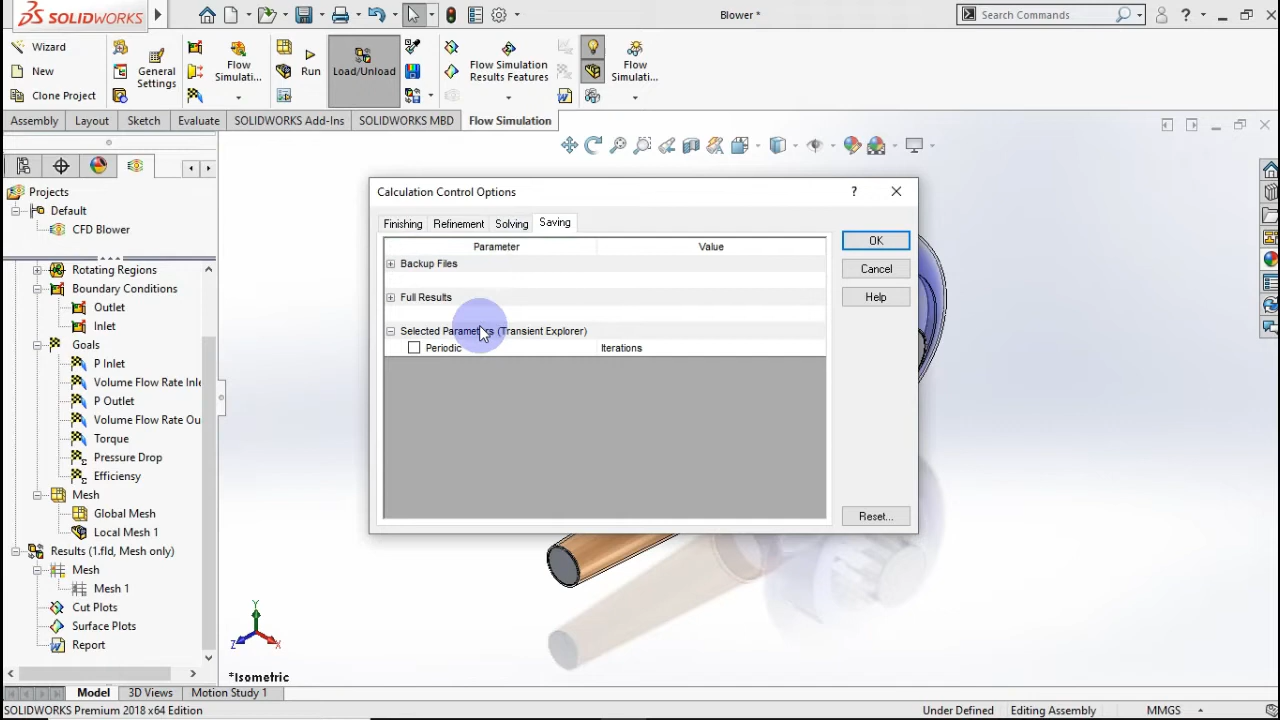 SOLIDWORKS
Blower *
Search Commands
?
Wizard
New
Clone Project
General
Settings
Flow
Simulati...
Run
Load/Unload
Flow Simulation
Results Features
Flow
Simulati...
Assembly
Layout
Sketch
Evaluate
SOLIDWORKS Add-Ins
SOLIDWORKS MBD
Flow Simulation
Projects
Default
CFD Blower
Rotating Regions
Boundary Conditions
Outlet
Inlet
Goals
P Inlet
Volume Flow Rate Inle
P Outlet
Volume Flow Rate Ou
Torque
Pressure Drop
Efficiency
Mesh
Global Mesh
Local Mesh 1
Results (1.fld, Mesh only)
Mesh
Mesh 1
Cut Plots
Surface Plots
Report
Calculation Control Options
?
Finishing
Refinement
Solving
Saving
Parameter
Value
Backup Files
Full Results
Selected Parameters (Transient Explorer)
Periodic
Iterations
OK
Cancel
Help
Reset...
Y
Z
X
*Isometric
Model
3D Views
Motion Study 1
SOLIDWORKS Premium 2018 x64 Edition
Under Defined
Editing Assembly
MMGS